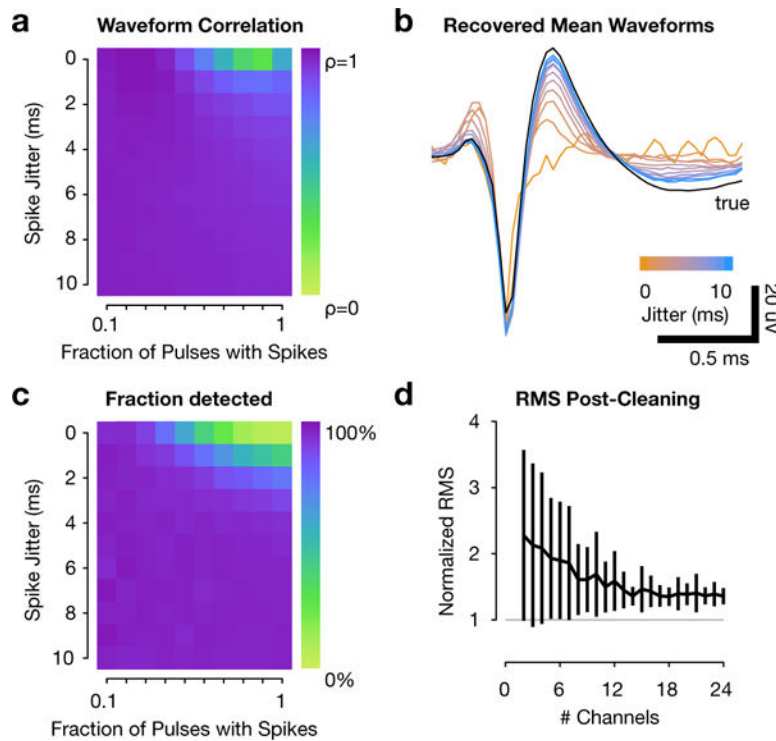 a
Waveform Correlation
0
2
4
6
8
10
Spike Jitter (ms)
0.1
1
Fraction of Pulses with Spikes
ρ=1
ρ=0
b
Recovered Mean Waveforms
true
0
10
Jitter (ms)
20 uV
0.5 ms
c
Fraction detected
0
2
4
6
8
10
Spike Jitter (ms)
0.1
1
Fraction of Pulses with Spikes
100%
0%
d
RMS Post-Cleaning
4
3
2
1
Normalized RMS
0
6
12
18
24
# Channels